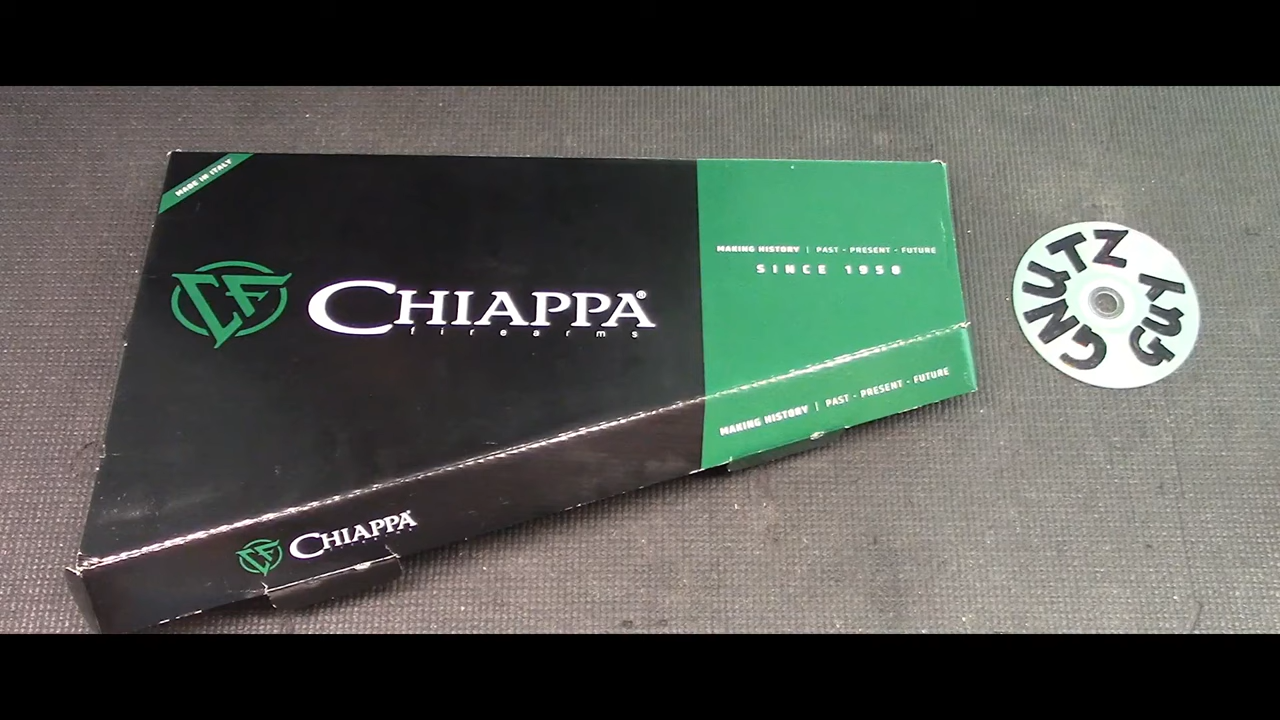 MADE IN ITALY
CF
CHIAPPA®
firearms
MAKING HISTORY | PAST - PRESENT - FUTURE
SINCE 1958
MAKING HISTORY | PAST - PRESENT - FUTURE
CF
CHIAPPA
GNUTZ